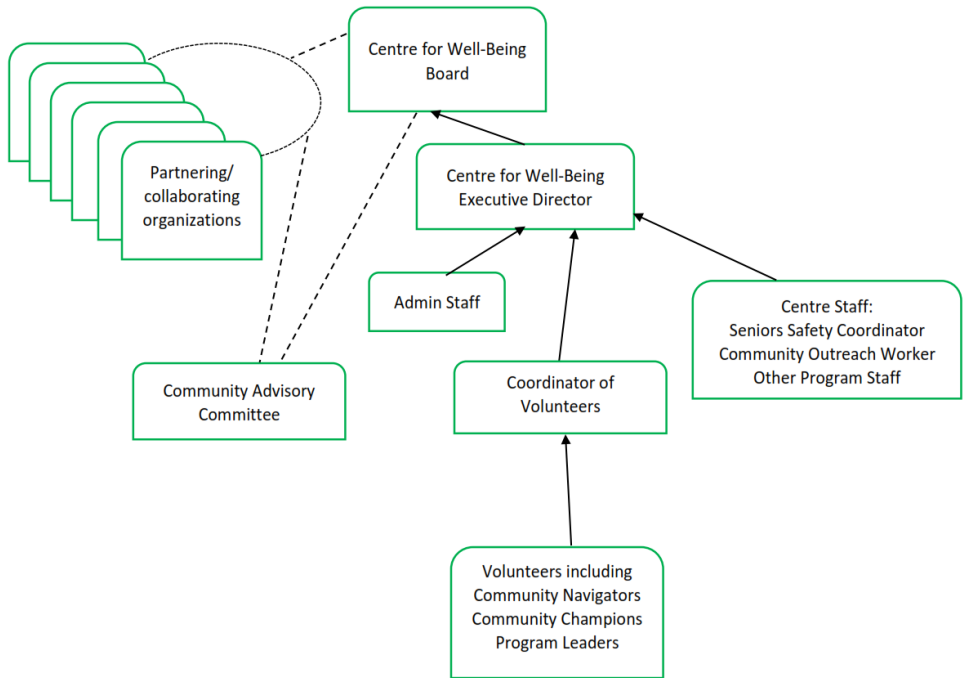 Centre for Well-Being
Board
Partnering/
collaborating
organizations
Centre for Well-Being
Executive Director
Admin Staff
Centre Staff:
Seniors Safety Coordinator
Community Outreach Worker
Other Program Staff
Community Advisory
Committee
Coordinator of
Volunteers
Volunteers including
Community Navigators
Community Champions
Program Leaders